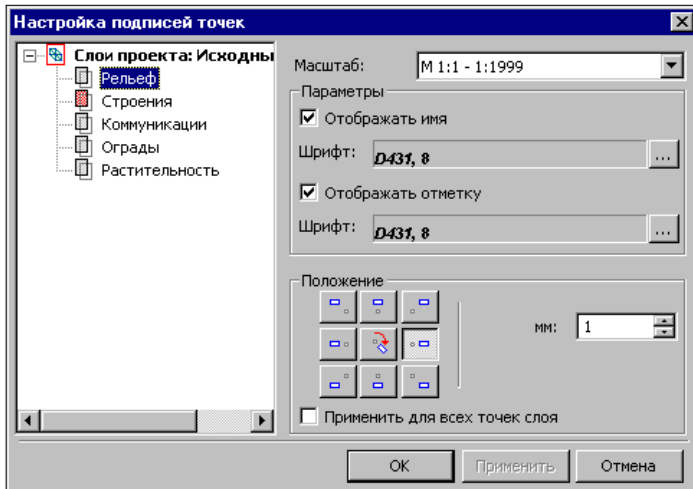 Настройка подписей точек
Слои проекта: Исходны
Рельеф
Строения
Коммуникации
Ограды
Растительность
Масштаб: М 1:1 - 1:1999
Параметры
Отображать имя
Шрифт: D431, 8 ...
Отображать отметку
Шрифт: D431, 8 ...
Положение
мм: 1
Применить для всех точек слоя
OK Применить Отмена